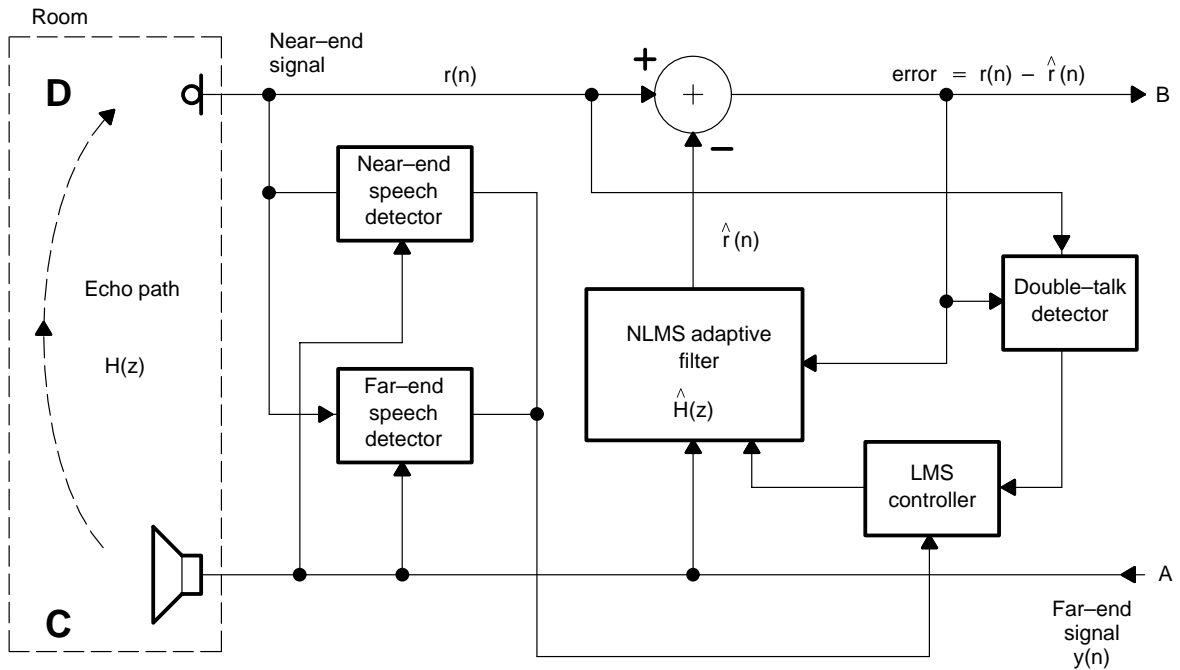 Room
D
Near–end
signal
r(n)
+
+
error = r(n) – r̂(n)
B
–
Near–end
speech
detector
r̂(n)
Echo path
H(z)
Double–talk
detector
NLMS adaptive
filter
Ĥ(z)
Far–end
speech
detector
LMS
controller
A
C
Far–end
signal
y(n)